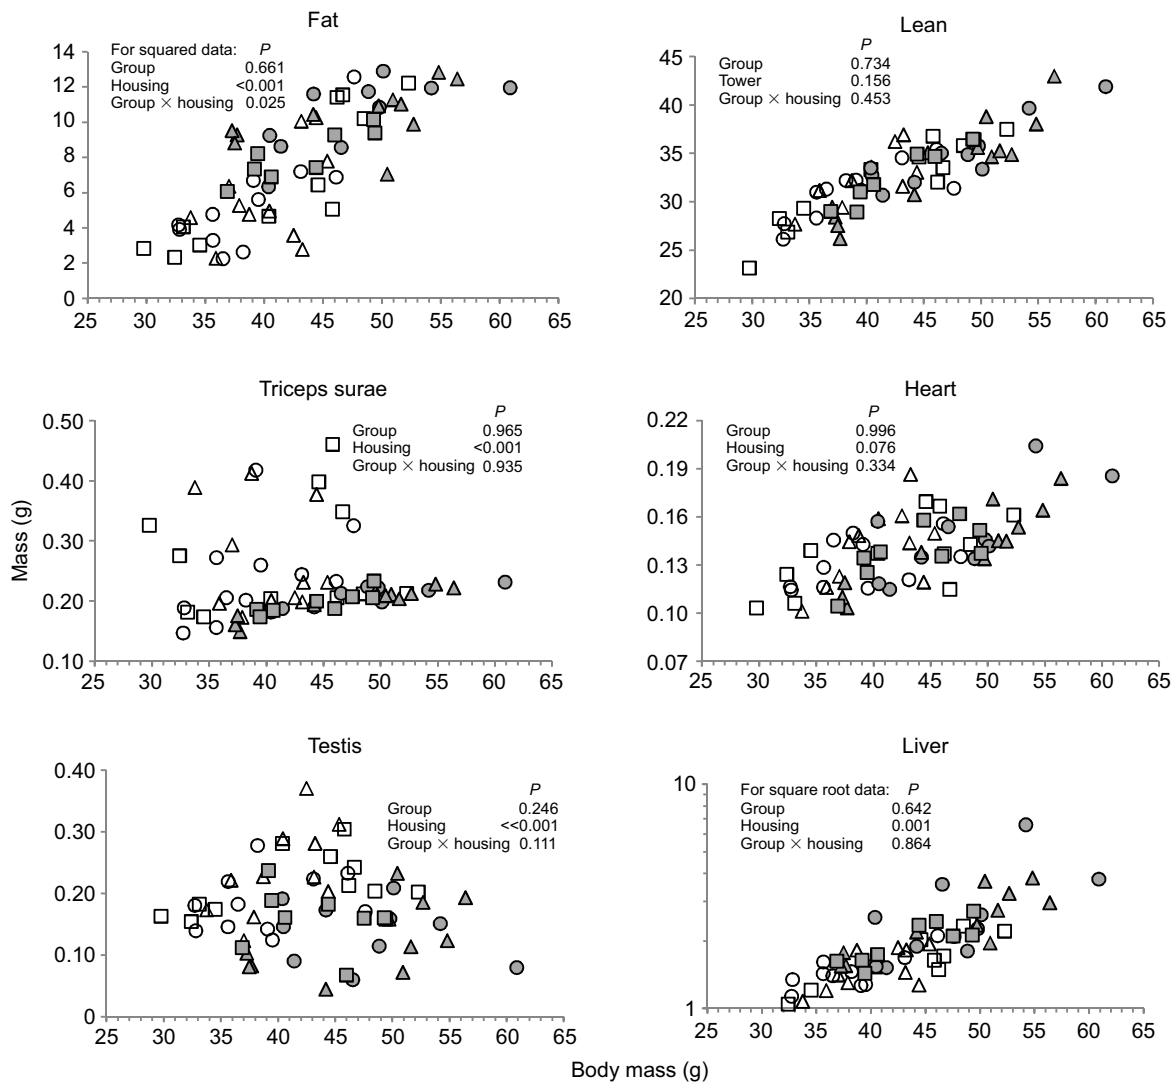 Fat
For squared data: P
Group 0.661
Housing <0.001
Group × housing 0.025
14
12
10
8
6
4
2
0
25 30 35 40 45 50 55 60 65
Lean
P
Group 0.734
Tower 0.156
Group × housing 0.453
45
40
35
30
25
20
25 30 35 40 45 50 55 60 65
Triceps surae
P
Group 0.965
Housing <0.001
Group × housing 0.935
0.50
0.40
0.30
0.20
0.10
25 30 35 40 45 50 55 60 65
Heart
P
Group 0.996
Housing 0.076
Group × housing 0.334
0.22
0.19
0.16
0.13
0.10
0.07
25 30 35 40 45 50 55 60 65
Mass (g)
Testis
P
Group 0.246
Housing <<0.001
Group × housing 0.111
0.40
0.30
0.20
0.10
0
25 30 35 40 45 50 55 60 65
Liver
For square root data: P
Group 0.642
Housing 0.001
Group × housing 0.864
10
1
25 30 35 40 45 50 55 60 65
Body mass (g)